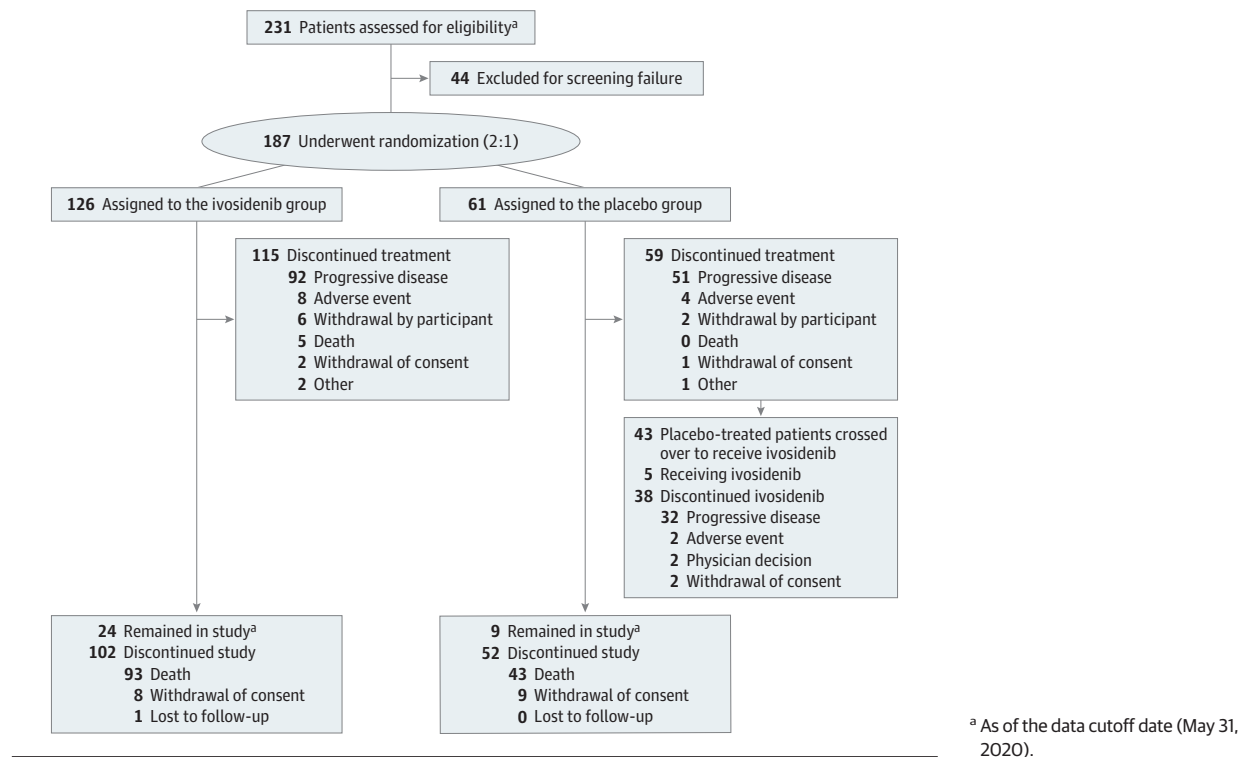 231 Patients assessed for eligibilityᵃ
44 Excluded for screening failure
187 Underwent randomization (2:1)
126 Assigned to the ivosidenib group
61 Assigned to the placebo group
115 Discontinued treatment
92 Progressive disease
8 Adverse event
6 Withdrawal by participant
5 Death
2 Withdrawal of consent
2 Other
59 Discontinued treatment
51 Progressive disease
4 Adverse event
2 Withdrawal by participant
0 Death
1 Withdrawal of consent
1 Other
43 Placebo-treated patients crossed
over to receive ivosidenib
5 Receiving ivosidenib
38 Discontinued ivosidenib
32 Progressive disease
2 Adverse event
2 Physician decision
2 Withdrawal of consent
24 Remained in studyᵃ
102 Discontinued study
93 Death
8 Withdrawal of consent
1 Lost to follow-up
9 Remained in studyᵃ
52 Discontinued study
43 Death
9 Withdrawal of consent
0 Lost to follow-up
ᵃ As of the data cutoff date (May 31,
2020).